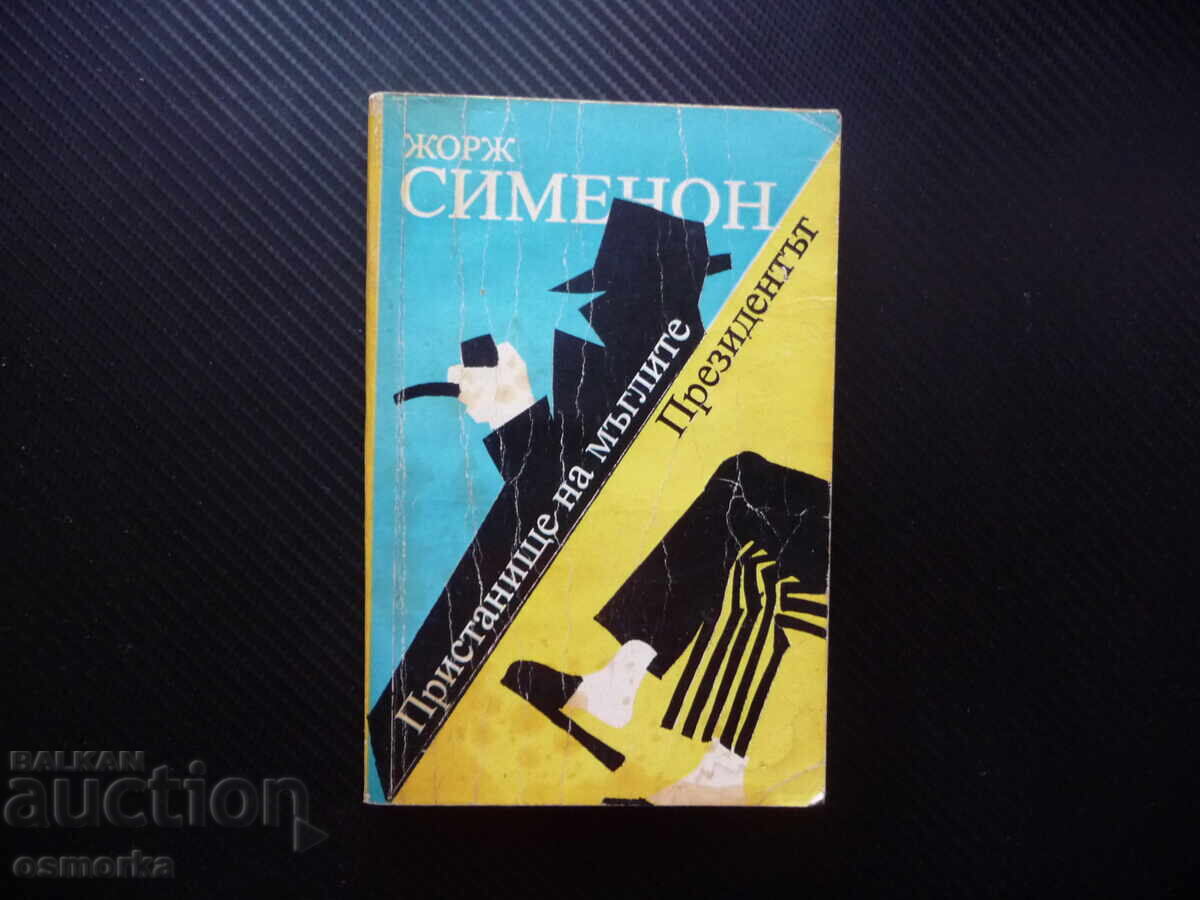 ЖОРЖ
СИМЕНОН
Пристанище на мъглите
Президентът
BALKAN
auction
osmorka